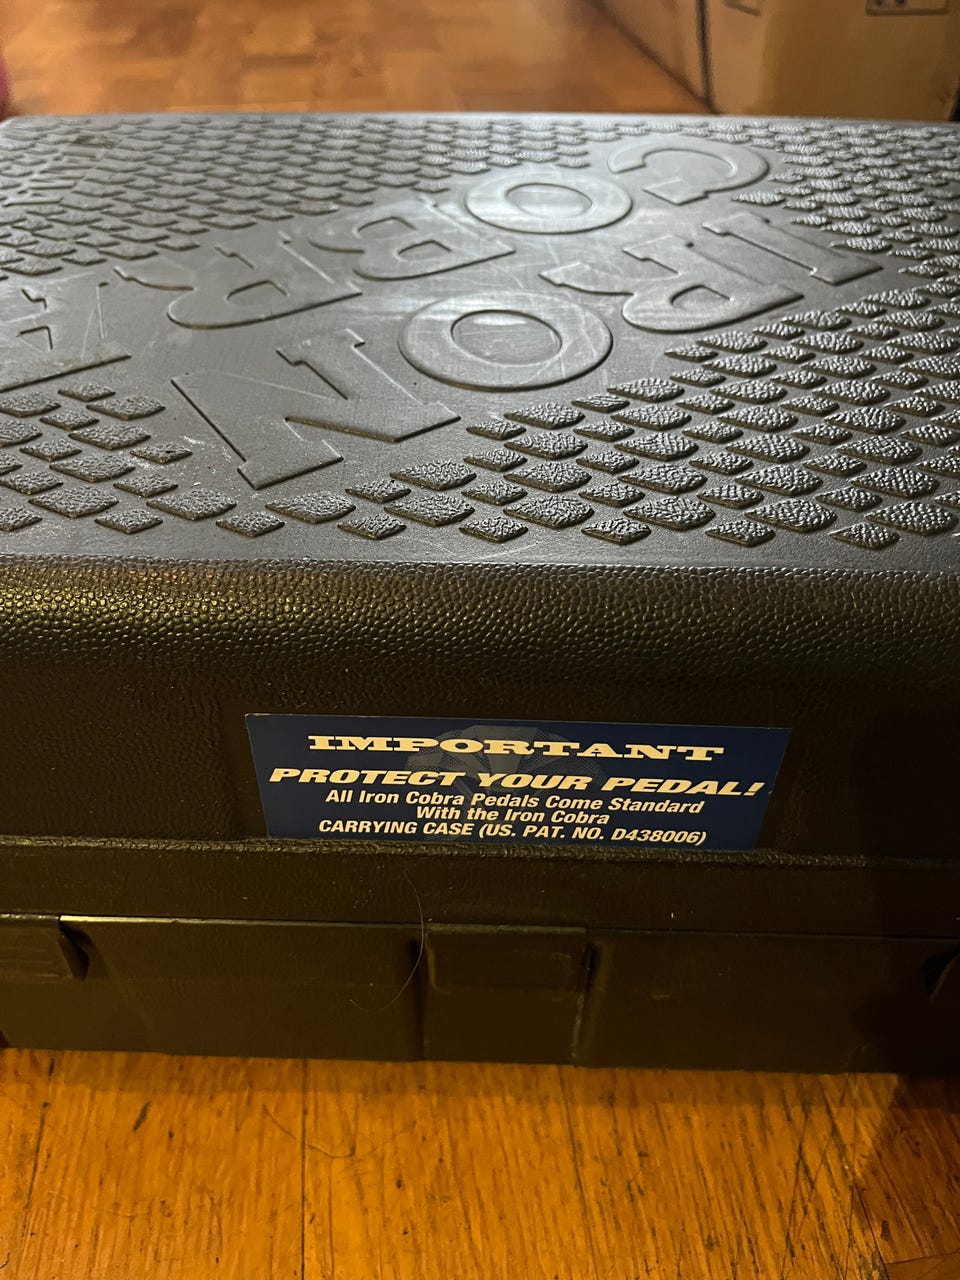 IRON
COBRA
IMPORTANT
PROTECT YOUR PEDAL!
All Iron Cobra Pedals Come Standard
With the Iron Cobra
CARRYING CASE (US. PAT. NO. D438006)